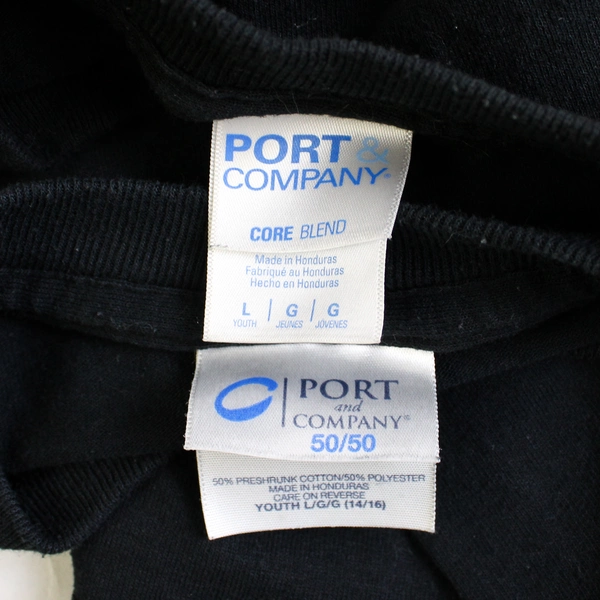 PORT &
COMPANY®
CORE BLEND
Made in Honduras
Fabriqué au Honduras
Hecho en Honduras
L | G | G
YOUTH JEUNES JÓVENES
PORT
and
COMPANY®
50/50
50% PRESHRUNK COTTON/50% POLYESTER
MADE IN HONDURAS
CARE ON REVERSE
YOUTH L/G/G (14/16)